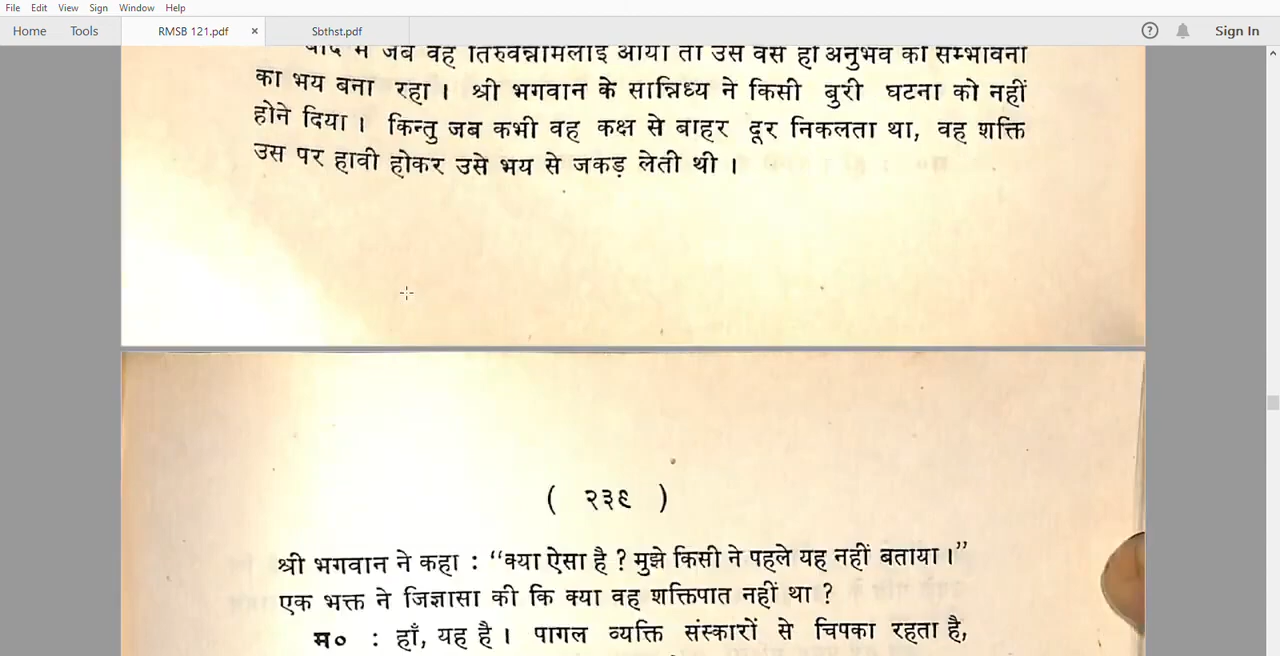 File Edit View Sign Window Help
Home Tools RMSB 121.pdf × Sbthst.pdf ? Sign In
बाद में जब वह तिरुवन्नामलाई आया तो उसे वैसे ही अनुभव की सम्भावना
का भय बना रहा । श्री भगवान के सान्निध्य ने किसी बुरी घटना को नहीं
होने दिया । किन्तु जब कभी वह कक्ष से बाहर दूर निकलता था, वह शक्ति
उस पर हावी होकर उसे भय से जकड़ लेती थी ।
( २३९ )
श्री भगवान ने कहा : “क्या ऐसा है ? मुझे किसी ने पहले यह नहीं बताया ।”
एक भक्त ने जिज्ञासा की कि क्या वह शक्तिपात नहीं था ?
म० : हाँ, यह है । पागल व्यक्ति संस्कारों से चिपका रहता है,